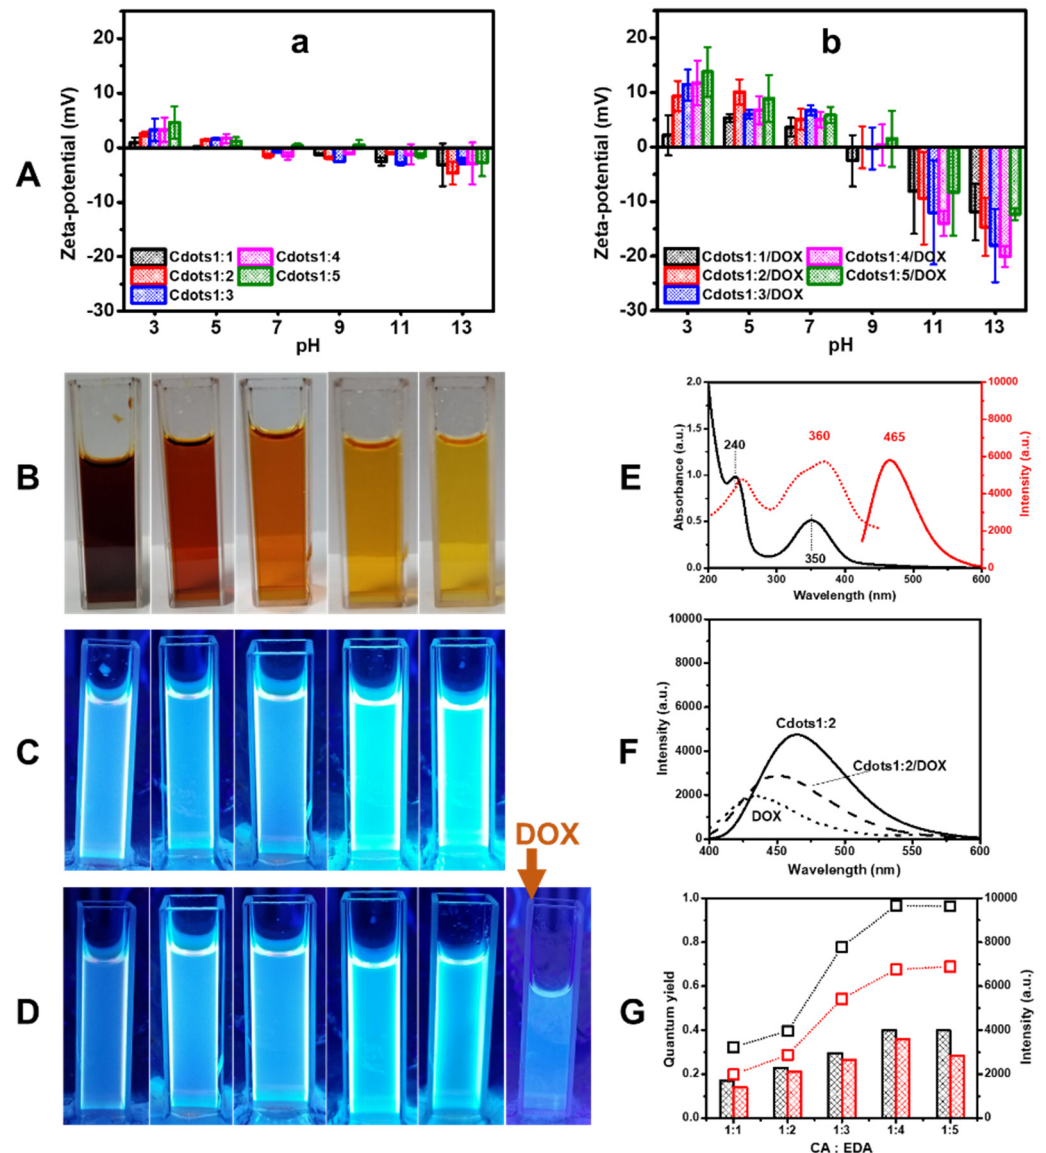 A
a
Zeta-potential (mV)
20
10
0
-10
-20
-30
Cdots1:1
Cdots1:4
Cdots1:2
Cdots1:5
Cdots1:3
3
5
7
9
11
13
pH
b
Zeta-potential (mV)
20
10
0
-10
-20
-30
Cdots1:1/DOX
Cdots1:4/DOX
Cdots1:2/DOX
Cdots1:5/DOX
Cdots1:3/DOX
3
5
7
9
11
13
pH
B
C
D
DOX
E
Absorbance (a.u.)
2.0
1.5
1.0
0.5
0.0
240
350
360
465
10000
8000
6000
4000
2000
0
Intensity (a.u.)
200
300
400
500
600
Wavelength (nm)
F
Intensity (a.u.)
10000
8000
6000
4000
2000
0
Cdots1:2
Cdots1:2/DOX
DOX
400
450
500
550
600
Wavelength (nm)
G
Quantum yield
1.0
0.8
0.6
0.4
0.2
0.0
10000
8000
6000
4000
2000
0
Intensity (a.u.)
1:1
1:2
1:3
1:4
1:5
CA : EDA